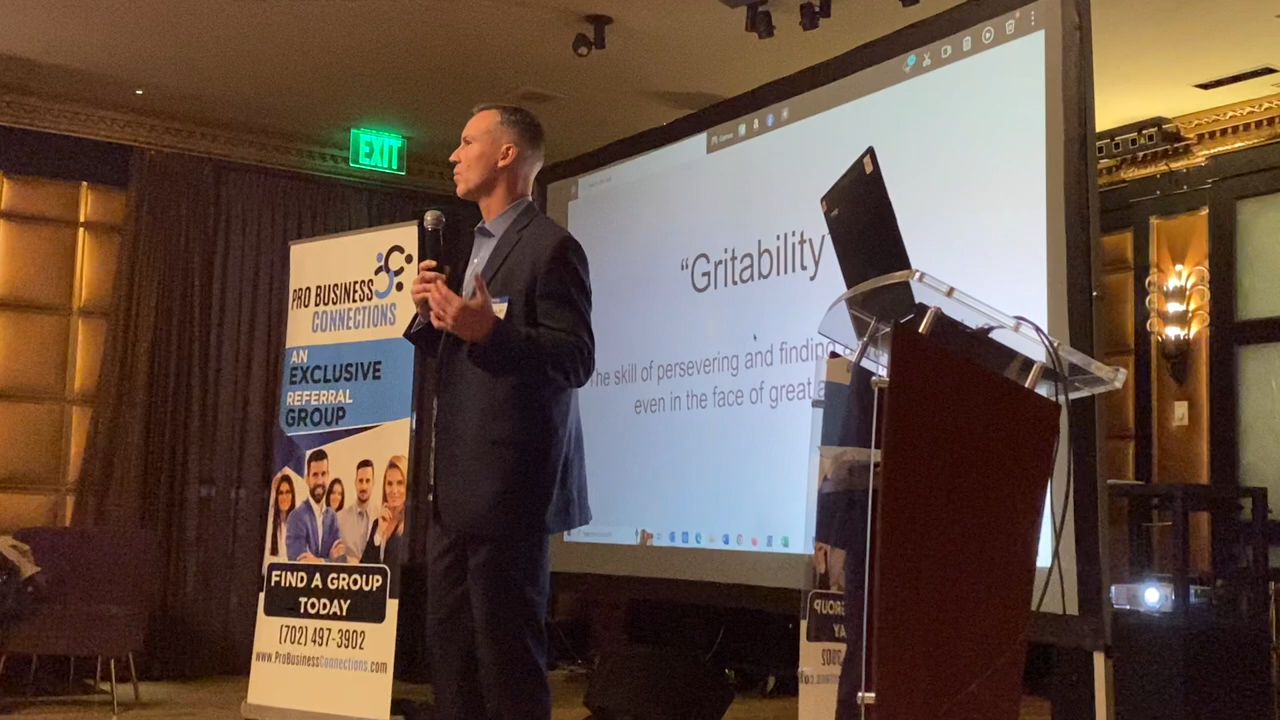 EXIT
PRO BUSINESS
CONNECTIONS
AN
EXCLUSIVE
REFERRAL
GROUP
FIND A GROUP
TODAY
(702) 497-3902
www.ProBusinessConnections.com
“Gritability
The skill of persevering and finding
even in the face of great